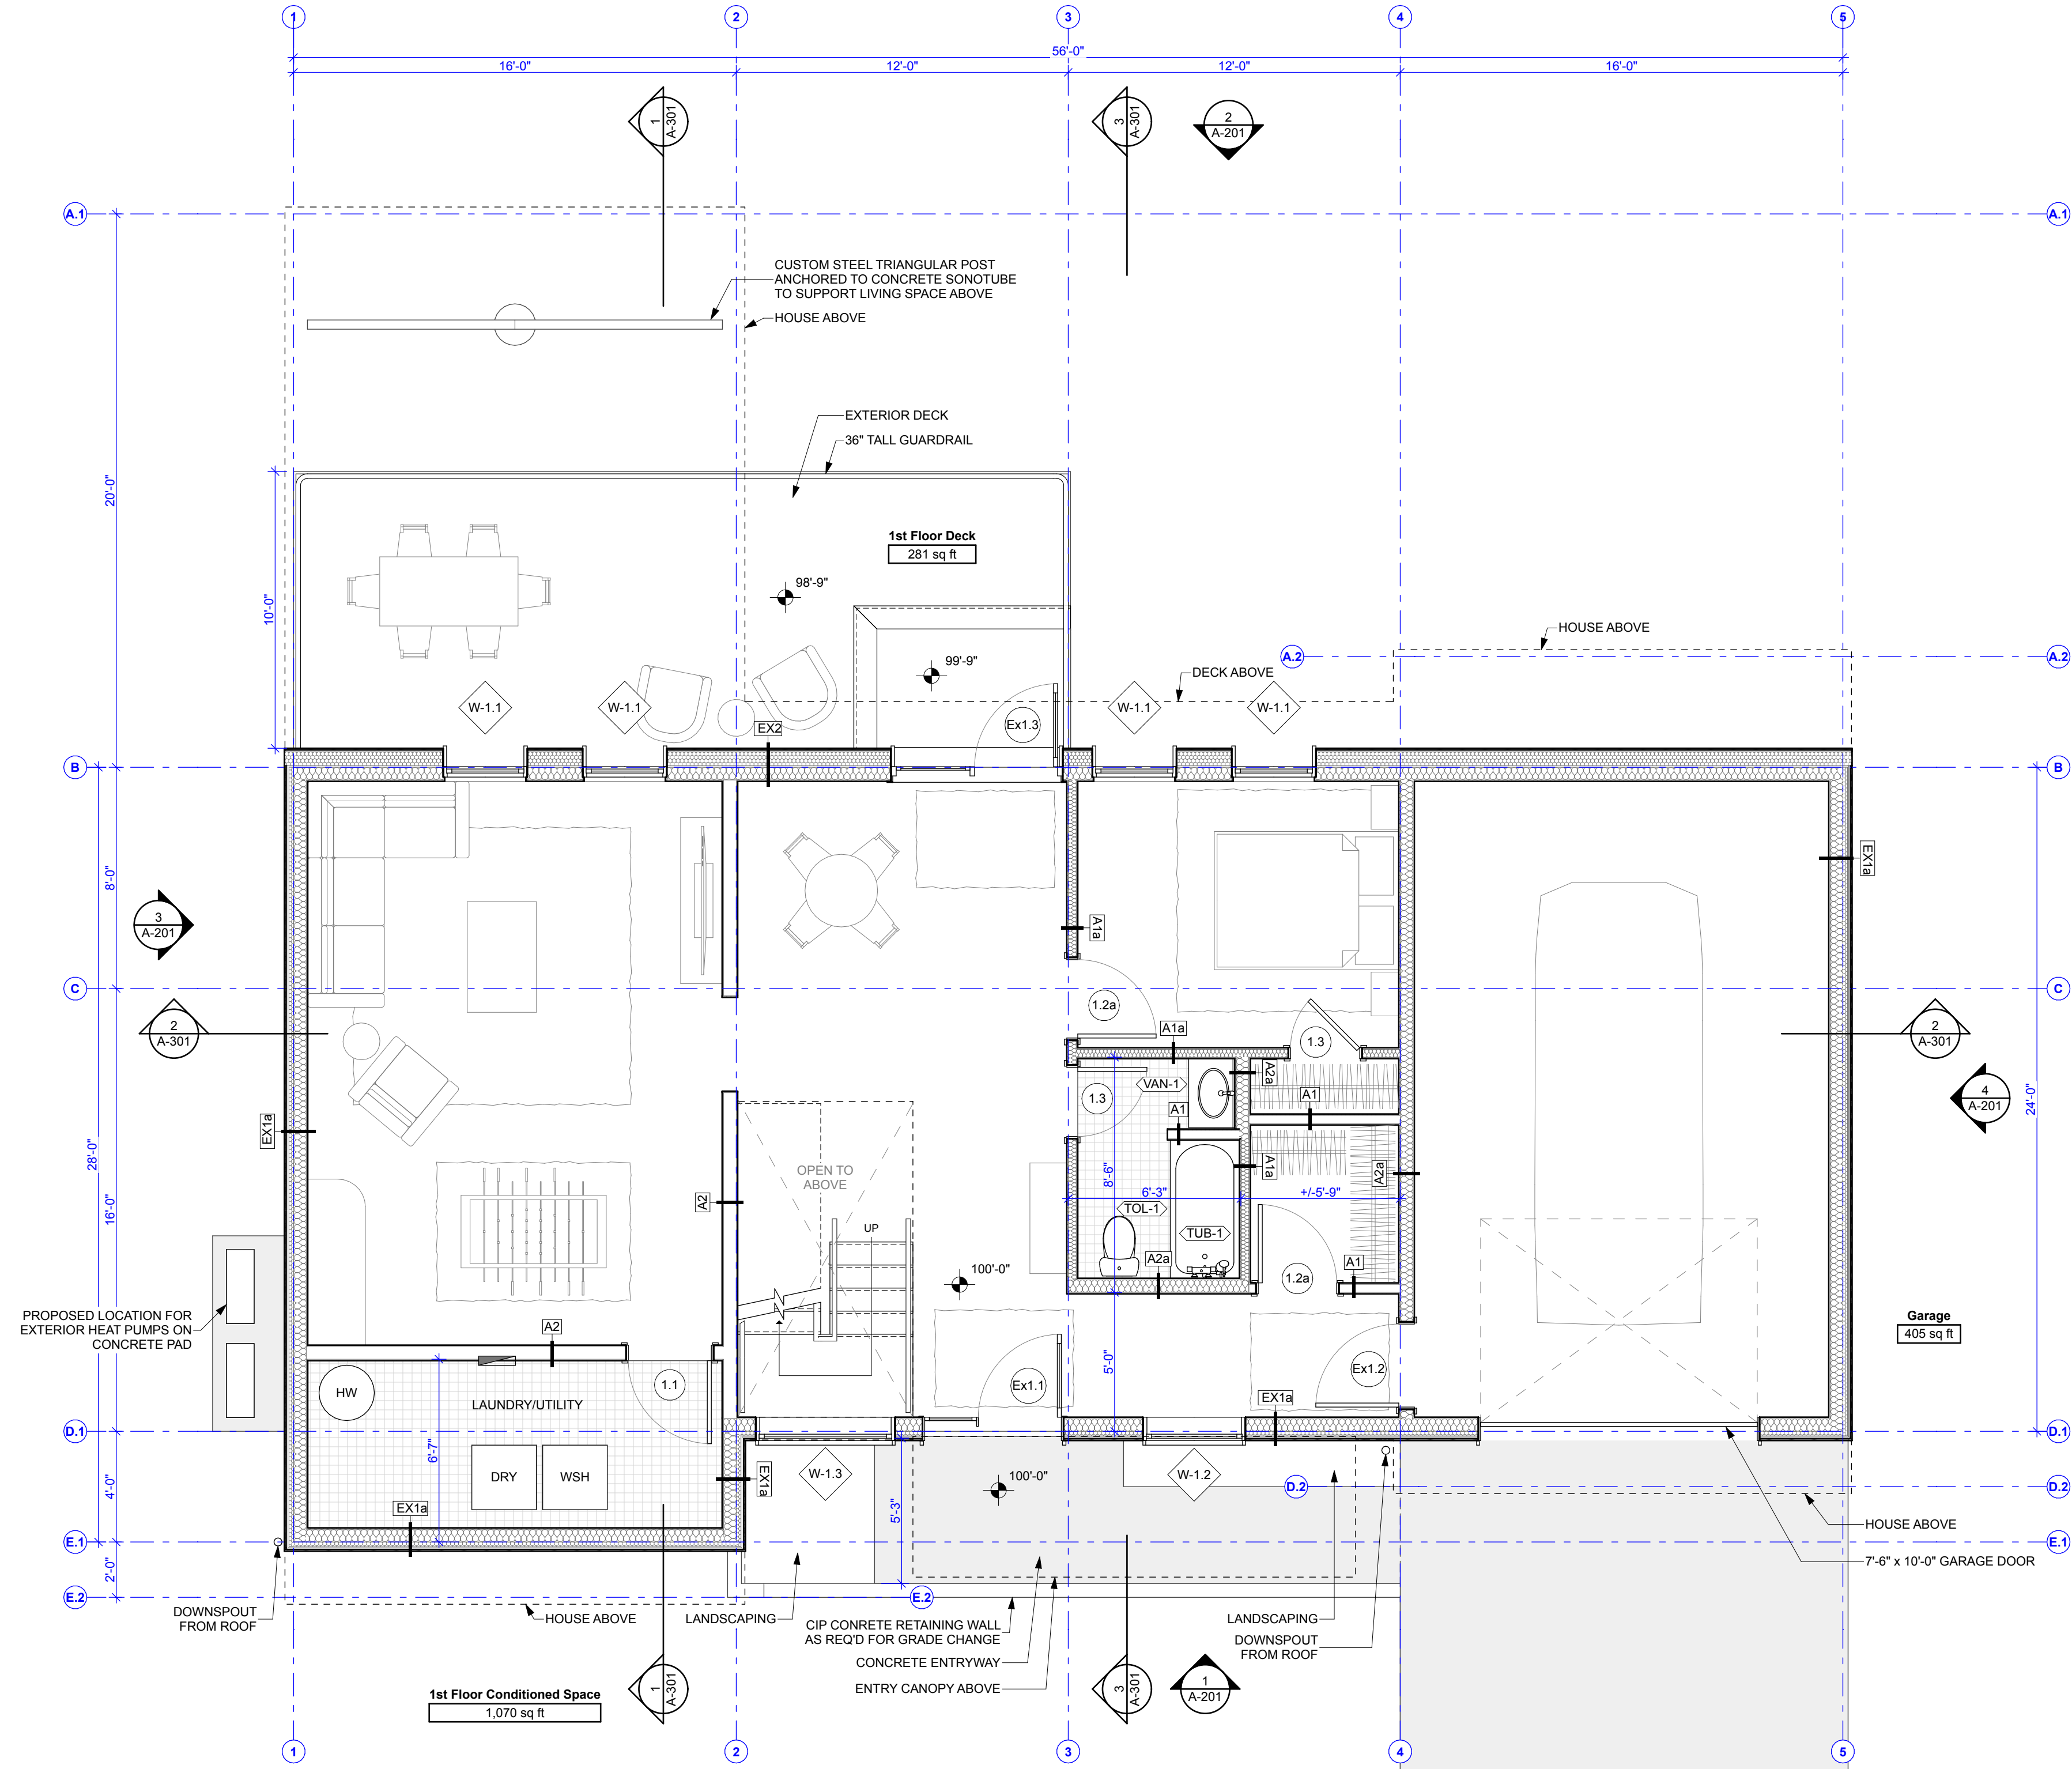 1
2
3
4
5
56'-0"
16'-0"
12'-0"
12'-0"
16'-0"
1
A-301
3
A-301
2
A-201
A.1
A.1
CUSTOM STEEL TRIANGULAR POST
ANCHORED TO CONCRETE SONOTUBE
TO SUPPORT LIVING SPACE ABOVE
HOUSE ABOVE
EXTERIOR DECK
36" TALL GUARDRAIL
20'-0"
1st Floor Deck
281 sq ft
98'-9"
10'-0"
HOUSE ABOVE
A.2
A.2
99'-9"
DECK ABOVE
W-1.1
W-1.1
W-1.1
W-1.1
EX2
Ex1.3
B
B
8'-0"
EX1a
3
A-201
A1a
C
C
1.2a
2
A-301
A1a
1.3
2
A-301
A2a
VAN-1
1.3
A1
A1
4
A-201
24'-0"
EX1a
28'-0"
OPEN TO
ABOVE
8'-6"
A1a
A2a
6'-3"
+/-5'-9"
A2
16'-0"
TOL-1
UP
TUB-1
A2a
A1
100'-0"
1.2a
PROPOSED LOCATION FOR
EXTERIOR HEAT PUMPS ON
CONCRETE PAD
A2
Garage
405 sq ft
5'-0"
HW
1.1
Ex1.1
Ex1.2
LAUNDRY/UTILITY
EX1a
D.1
D.1
6'-7"
DRY
WSH
EX1a
W-1.3
100'-0"
W-1.2
4'-0"
D.2
D.2
EX1a
5'-3"
HOUSE ABOVE
E.1
E.1
2'-0"
7'-6" x 10'-0" GARAGE DOOR
E.2
E.2
DOWNSPOUT
FROM ROOF
HOUSE ABOVE
LANDSCAPING
CIP CONRETE RETAINING WALL
AS REQ'D FOR GRADE CHANGE
LANDSCAPING
DOWNSPOUT
FROM ROOF
CONCRETE ENTRYWAY
ENTRY CANOPY ABOVE
1st Floor Conditioned Space
1,070 sq ft
1
A-301
3
A-301
1
A-201
1
2
3
4
5